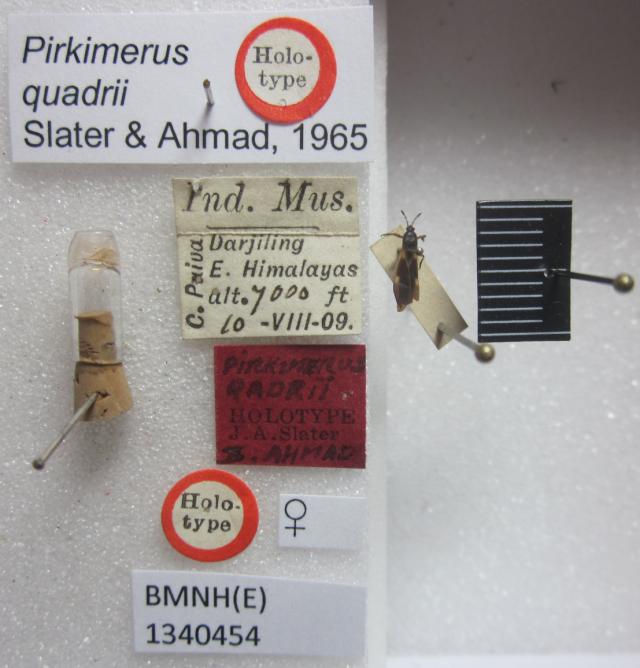 Pirkimerus
quadrii
Slater & Ahmad, 1965
Holo-
type
Ind. Mus.
Darjiling
E. Himalayas
alt. 7000 ft
10 -VIII-09.
C. Paiva
PIRKIMERUS
QADRII
HOLOTYPE
J. A. Slater
I. AHMAD
Holo-
type
♀
BMNH(E)
1340454